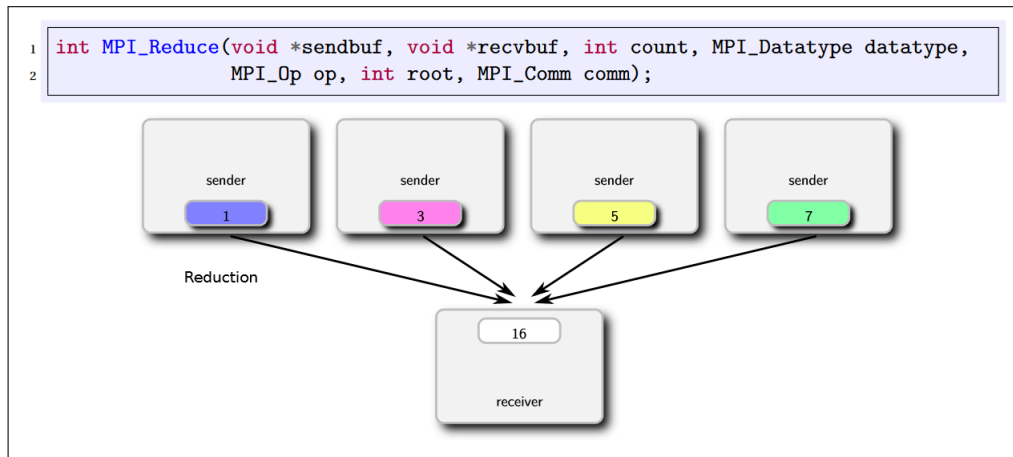 1 int MPI_Reduce(void *sendbuf, void *recvbuf, int count, MPI_Datatype datatype,
2 MPI_Op op, int root, MPI_Comm comm);
sender sender sender sender
1 3 5 7
Reduction
16
receiver